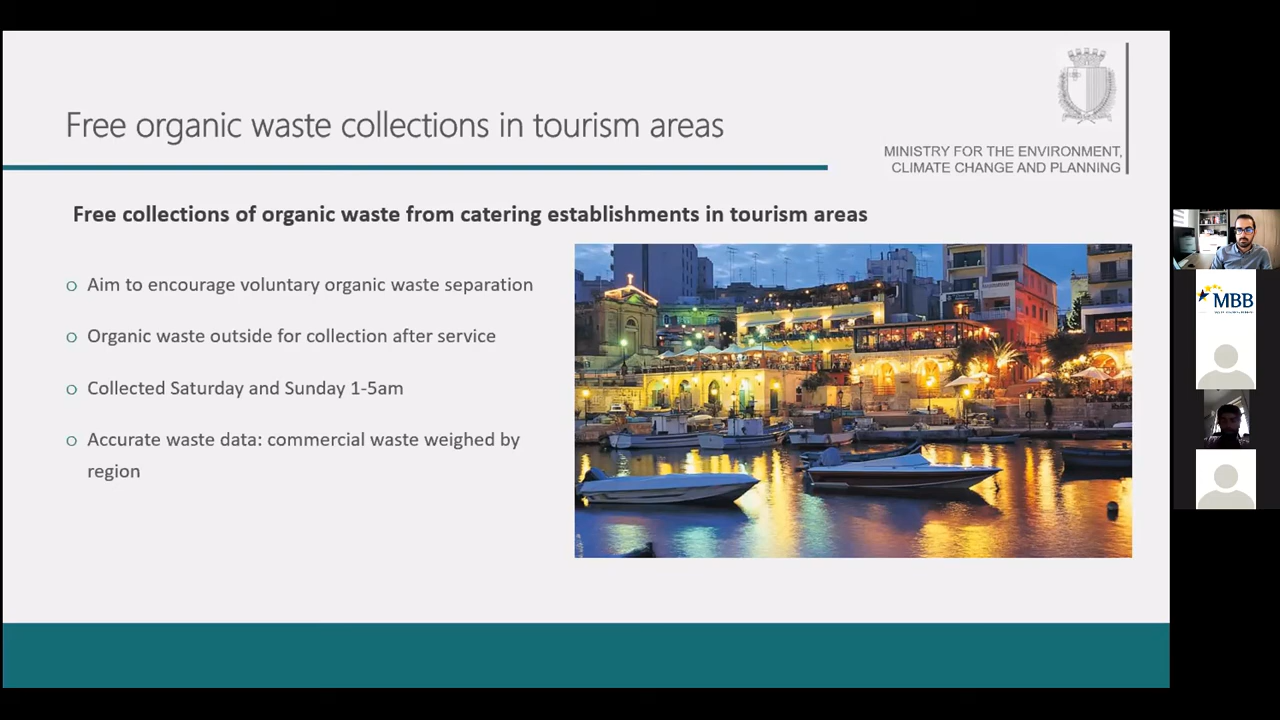 Free organic waste collections in tourism areas
MINISTRY FOR THE ENVIRONMENT,
CLIMATE CHANGE AND PLANNING
Free collections of organic waste from catering establishments in tourism areas
o Aim to encourage voluntary organic waste separation
o Organic waste outside for collection after service
o Collected Saturday and Sunday 1-5am
o Accurate waste data: commercial waste weighed by
region
MBB